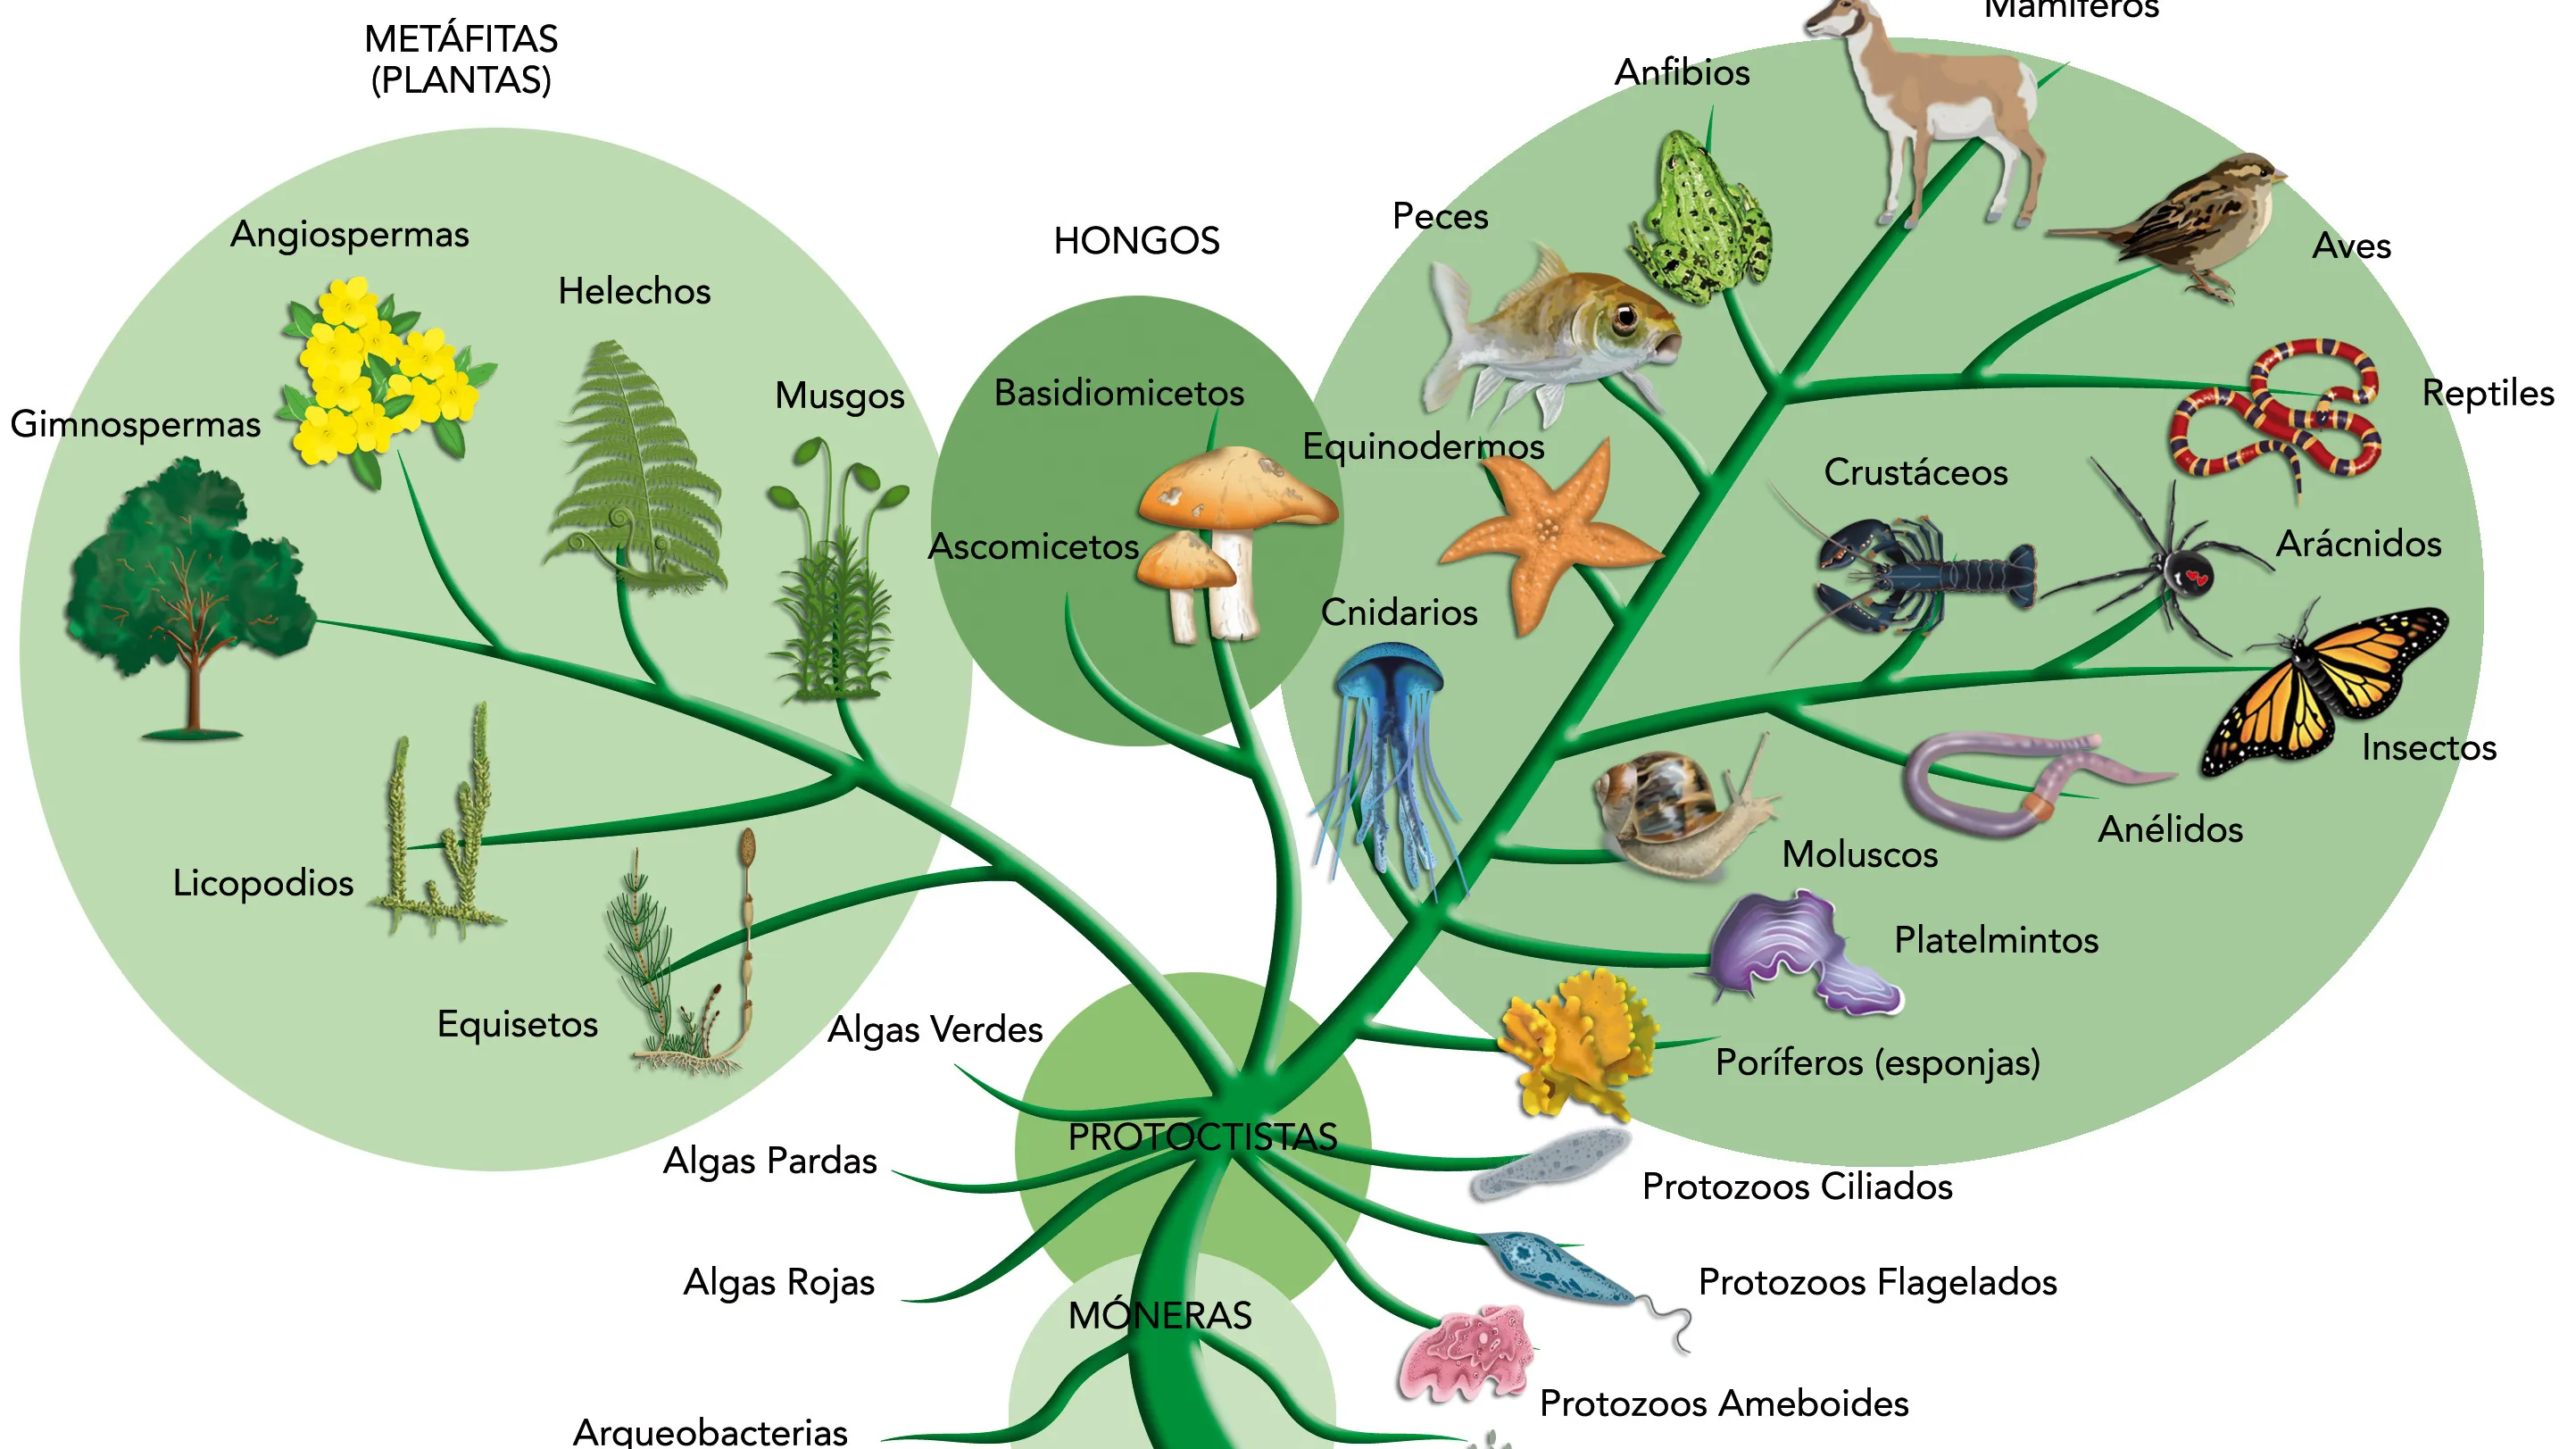 METÁFITAS
(PLANTAS)
Angiospermas
Helechos
Musgos
Gimnospermas
Licopodios
Equisetos
HONGOS
Basidiomicetos
Ascomicetos
Mamíferos
Anfibios
Peces
Aves
Reptiles
Equinodermos
Crustáceos
Arácnidos
Cnidarios
Insectos
Anélidos
Moluscos
Platelmintos
Poríferos (esponjas)
Algas Verdes
PROTOCTISTAS
Algas Pardas
Protozoos Ciliados
Algas Rojas
Protozoos Flagelados
MÓNERAS
Protozoos Ameboides
Arqueobacterias